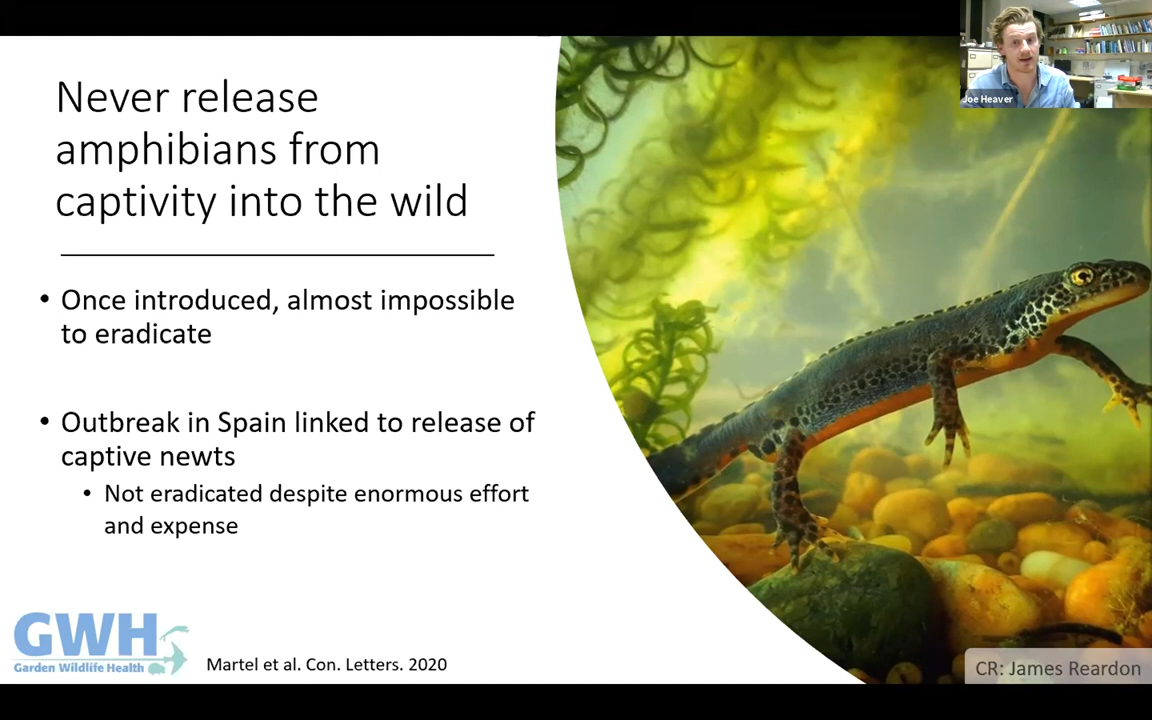 Never release
amphibians from
captivity into the wild
• Once introduced, almost impossible
to eradicate
• Outbreak in Spain linked to release of
captive newts
• Not eradicated despite enormous effort
and expense
GWH
Garden Wildlife Health
Martel et al. Con. Letters. 2020
Joe Heaver
CR: James Reardon